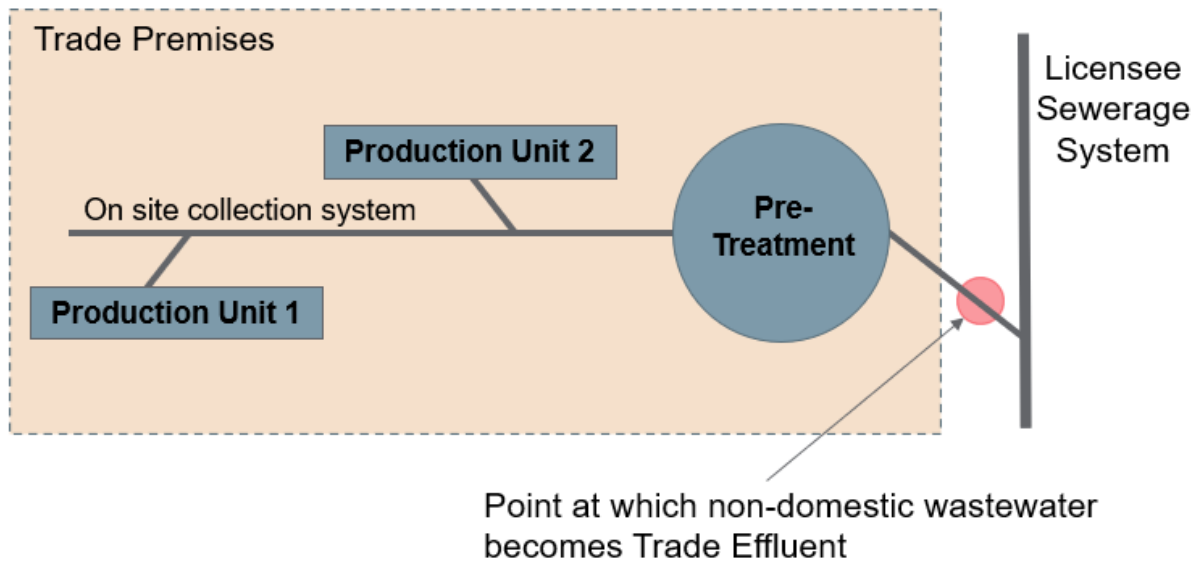 Trade Premises
Licensee
Sewerage
System
Production Unit 2
On site collection system
Pre-
Treatment
Production Unit 1
Point at which non-domestic wastewater
becomes Trade Effluent